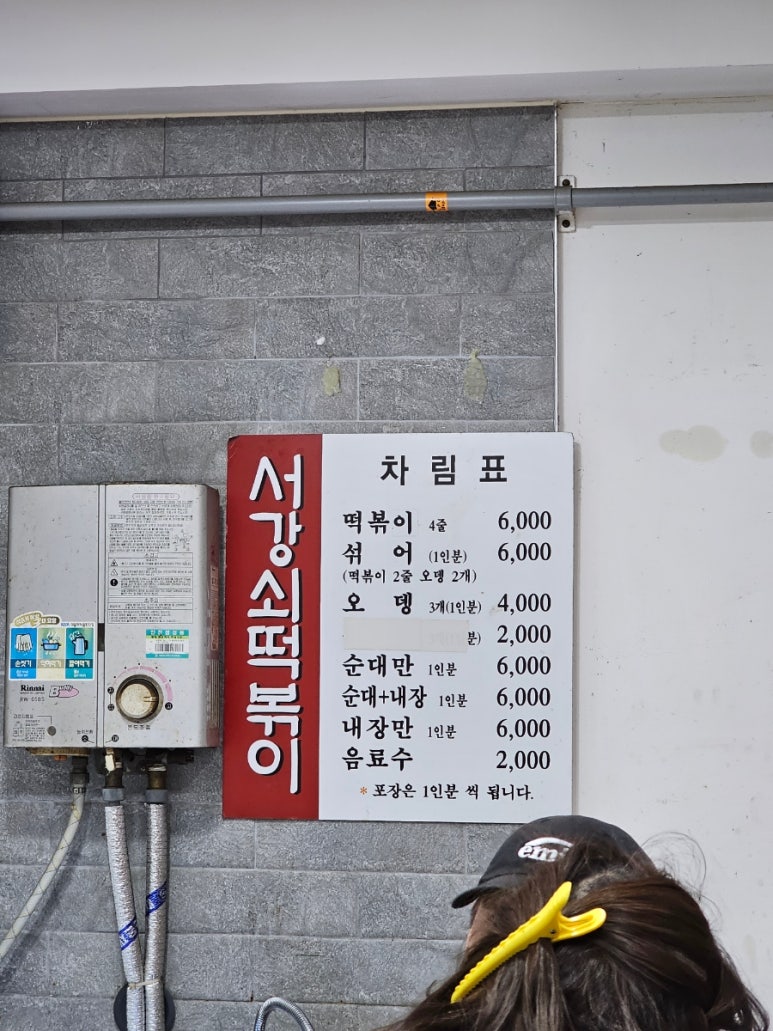 서강쇠떡볶이
차림표
떡볶이 4줄 6,000
섞어 (1인분) 6,000
(떡볶이 2줄 오뎅 2개)
오뎅 3개(1인분) 4,000
분) 2,000
순대만 1인분 6,000
순대+내장 1인분 6,000
내장만 1인분 6,000
음료수 2,000
* 포장은 1인분 씩 됩니다.
손씻기
Rinnai